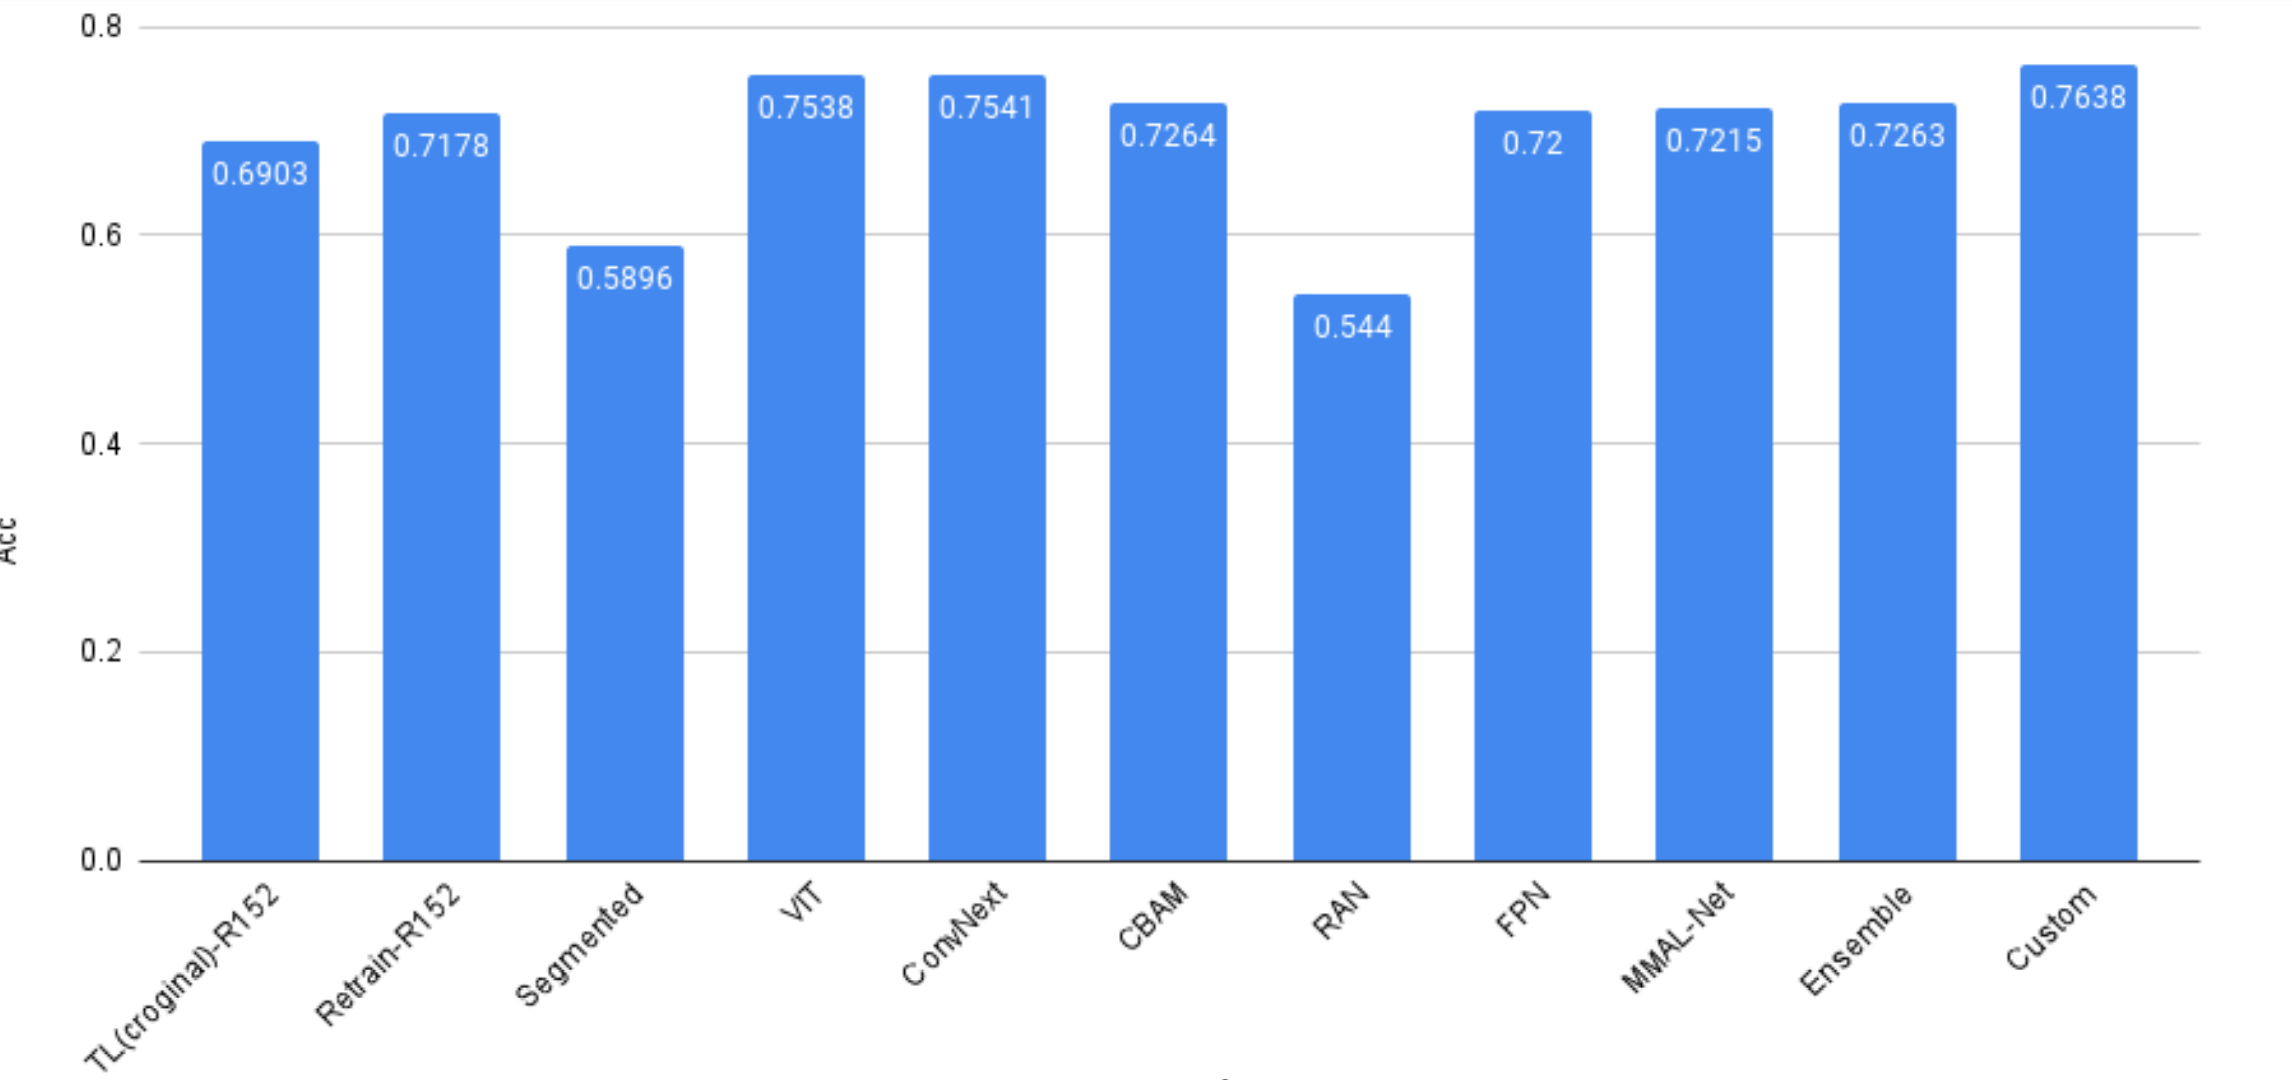 0.8
0.6
0.4
0.2
0.0
Acc
0.6903
0.7178
0.5896
0.7538
0.7541
0.7264
0.544
0.72
0.7215
0.7263
0.7638
TL(croginal)-R152
Retrain-R152
Segmented
VIT
ConvNext
CBAM
RAN
FPN
MMAL-Net
Ensemble
Custom